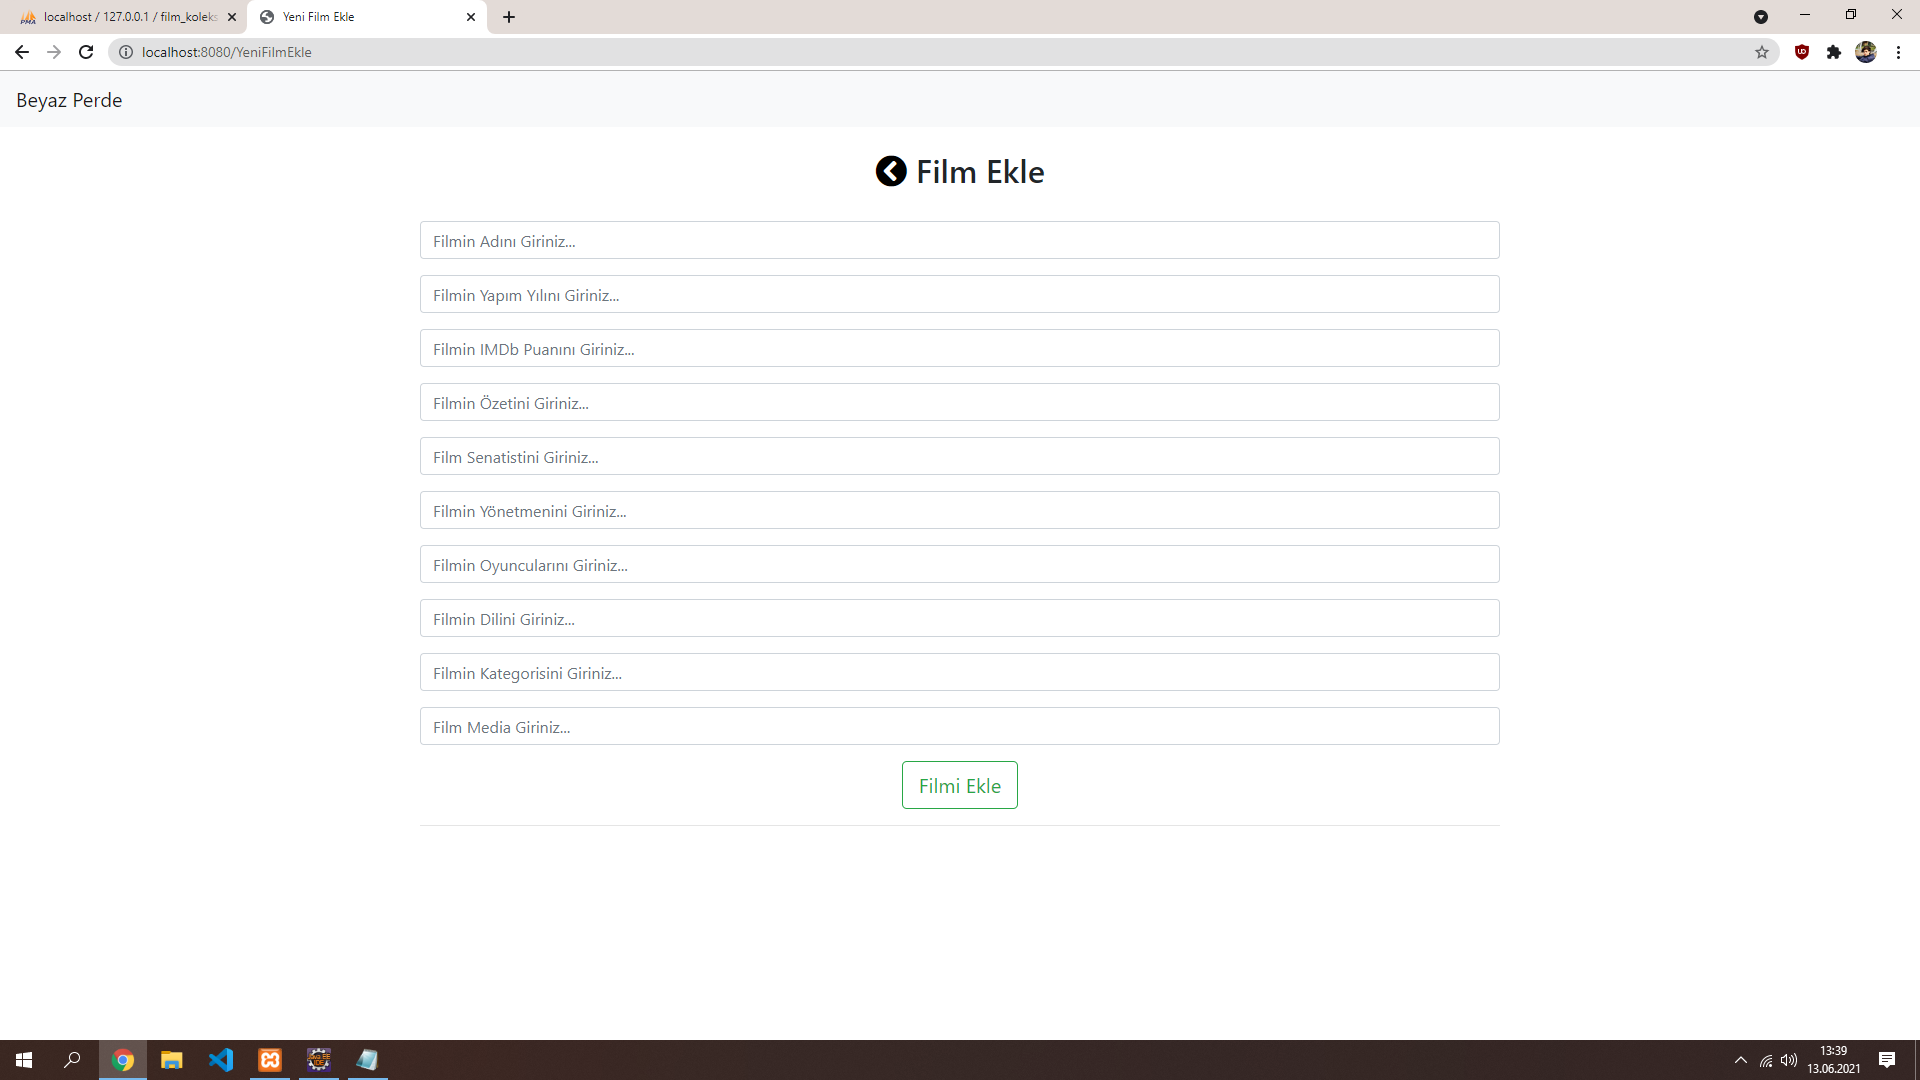 localhost / 127.0.0.1 / film_koleks
Yeni Film Ekle
localhost:8080/YeniFilmEkle
Beyaz Perde
Film Ekle
Filmin Adını Giriniz...
Filmin Yapım Yılını Giriniz...
Filmin IMDb Puanını Giriniz...
Filmin Özetini Giriniz...
Film Senatistini Giriniz...
Filmin Yönetmenini Giriniz...
Filmin Oyuncularını Giriniz...
Filmin Dilini Giriniz...
Filmin Kategorisini Giriniz...
Film Media Giriniz...
Filmi Ekle
13:39
13.06.2021